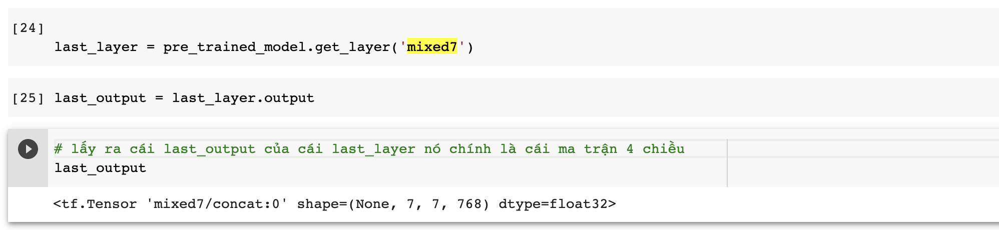 [24]
last_layer = pre_trained_model.get_layer('mixed7')
[25] last_output = last_layer.output
# lấy ra cái last_output của cái last_layer nó chính là cái ma trận 4 chiều
last_output
<tf.Tensor 'mixed7/concat:0' shape=(None, 7, 7, 768) dtype=float32>